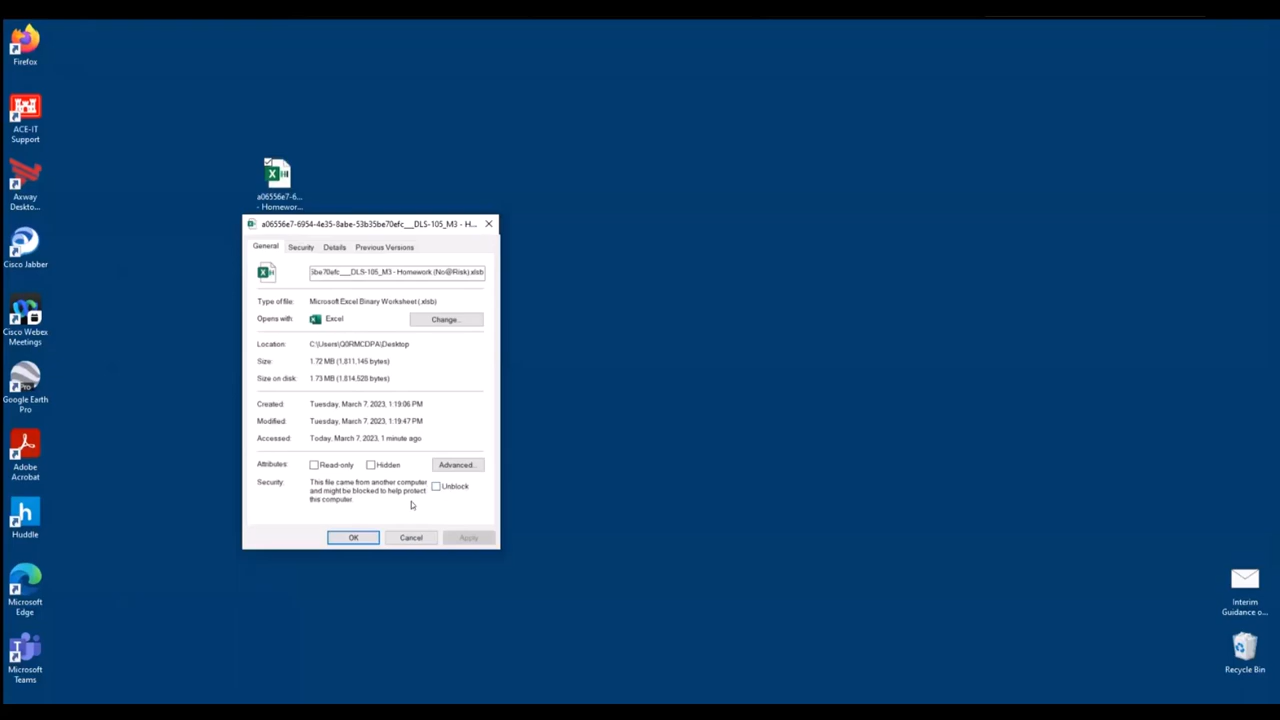 Firefox
ACE-IT
Support
Axway
Deskto...
Cisco Jabber
Cisco Webex
Meetings
Pro
Google Earth
Pro
Adobe
Acrobat
h
Huddle
Microsoft
Edge
Microsoft
Teams
a06556e7-6...
- Homewor...
a06556e7-6954-4e35-8abe-53b35be70efc___DLS-105_M3 - H...
General Security Details Previous Versions
5be70efc___DLS-105_M3 - Homework (No@Risk).xlsb
Type of file: Microsoft Excel Binary Worksheet (.xlsb)
Opens with: Excel Change...
Location: C:\Users\Q0RMCDPA\Desktop
Size: 1.72 MB (1,811,145 bytes)
Size on disk: 1.73 MB (1,814,528 bytes)
Created: Tuesday, March 7, 2023, 1:19:06 PM
Modified: Tuesday, March 7, 2023, 1:19:47 PM
Accessed: Today, March 7, 2023, 1 minute ago
Attributes: Read-only Hidden Advanced...
Security: This file came from another computer
and might be blocked to help protect
this computer.
Unblock
OK Cancel Apply
Interim
Guidance o...
Recycle Bin